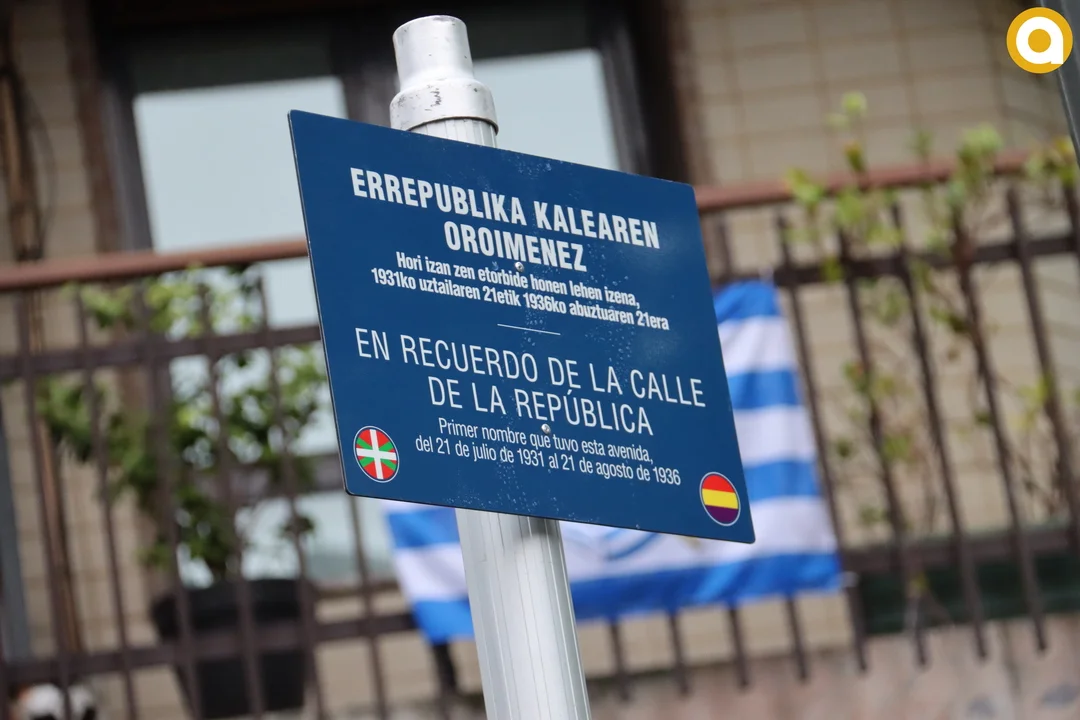 ERREPUBLIKA KALEAREN
OROIMENEZ
Hori izan zen etorbide honen lehen izena,
1931ko uztailaren 21etik 1936ko abuztuaren 21era
EN RECUERDO DE LA CALLE
DE LA REPÚBLICA
Primer nombre que tuvo esta avenida,
del 21 de julio de 1931 al 21 de agosto de 1936
a